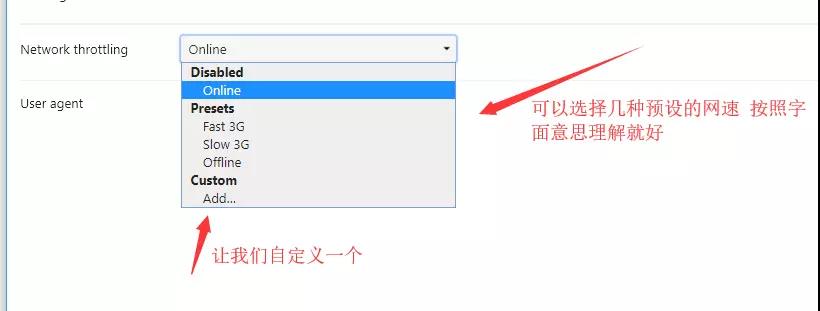 Network throttling
Online
Disabled
Online
User agent
Presets
Fast 3G
Slow 3G
Offline
Custom
Add...
可以选择几种预设的网速 按照字
面意思理解就好
让我们自定义一个